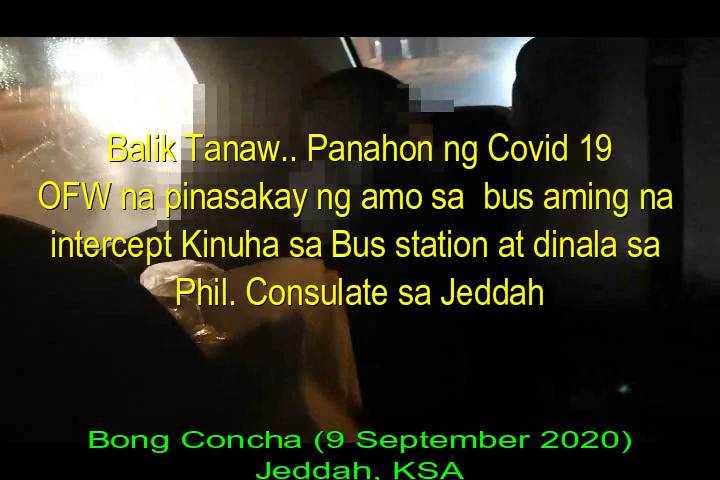 Balik Tanaw.. Panahon ng Covid 19
OFW na pinasakay ng amo sa bus aming na
intercept Kinuha sa Bus station at dinala sa
Phil. Consulate sa Jeddah
Bong Concha (9 September 2020)
Jeddah, KSA